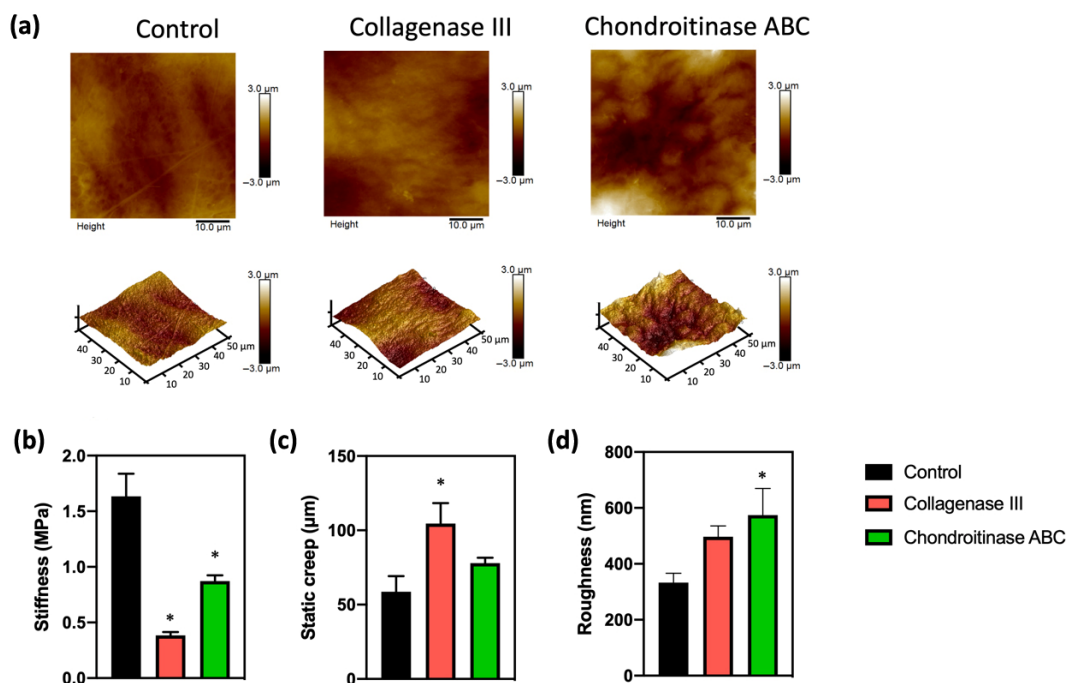 (a)
Control
Collagenase III
Chondroitinase ABC
3.0 µm
−3.0 µm
Height
10.0 µm
3.0 µm
−3.0 µm
Height
10.0 µm
3.0 µm
−3.0 µm
Height
10.0 µm
3.0 µm
−3.0 µm
40
30
20
10
10
20
30
40
50 µm
3.0 µm
−3.0 µm
40
30
20
10
10
20
30
40
50 µm
3.0 µm
−3.0 µm
40
30
20
10
10
20
30
40
50 µm
(b)
Stiffness (MPa)
2.0
1.5
1.0
0.5
0.0
*
*
(c)
Static creep (µm)
150
100
50
0
*
(d)
Roughness (nm)
800
600
400
200
0
*
Control
Collagenase III
Chondroitinase ABC